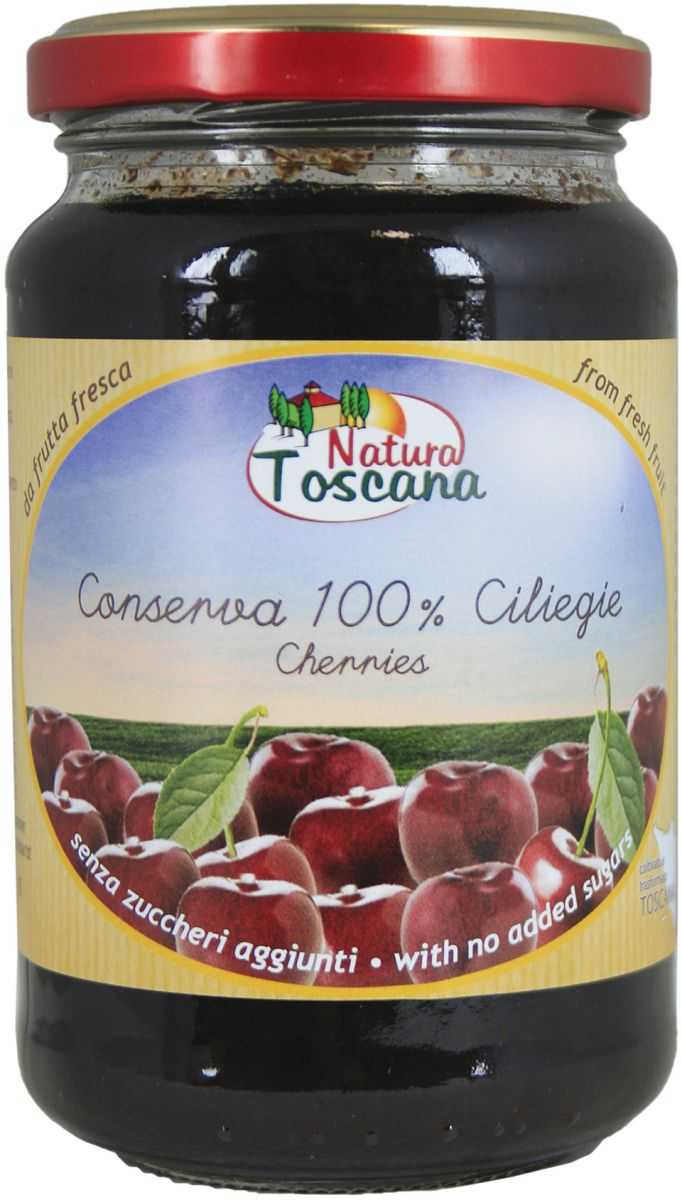 da frutta fresca
from fresh fruit
Natura
Toscana
Conserva 100% Ciliegie
Cherries
senza zuccheri aggiunti • with no added sugars